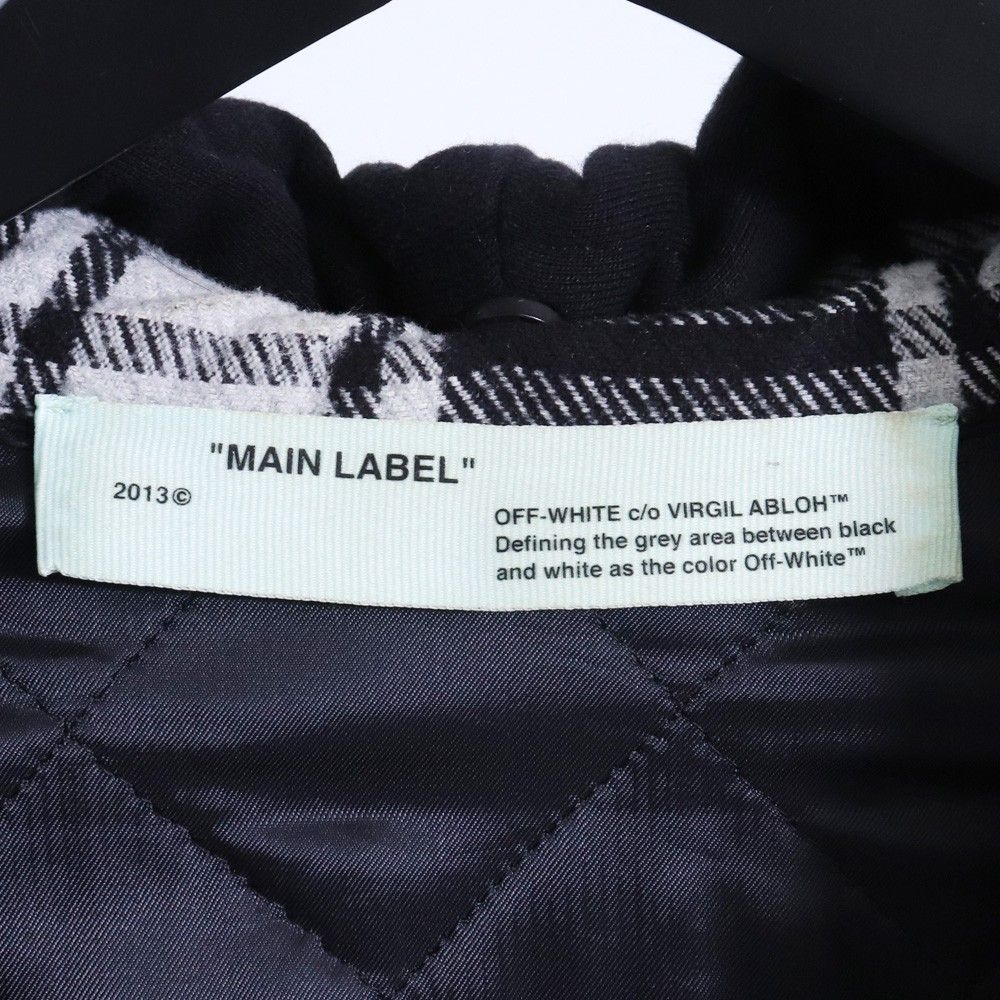 "MAIN LABEL"
2013©
OFF-WHITE c/o VIRGIL ABLOH™
Defining the grey area between black
and white as the color Off-White™